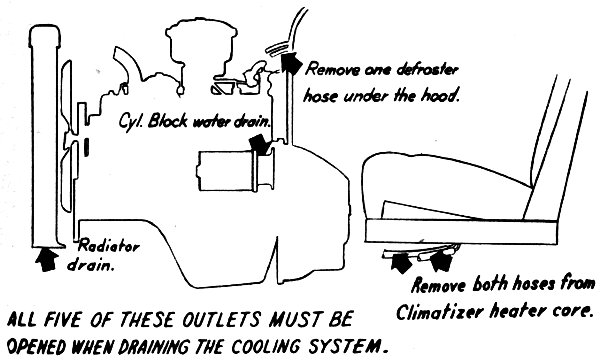 Remove one defroster
hose under the hood.
Cyl. Block water drain.
Radiator
drain.
Remove both hoses from
Climatizer heater core.
ALL FIVE OF THESE OUTLETS MUST BE
OPENED WHEN DRAINING THE COOLING SYSTEM.